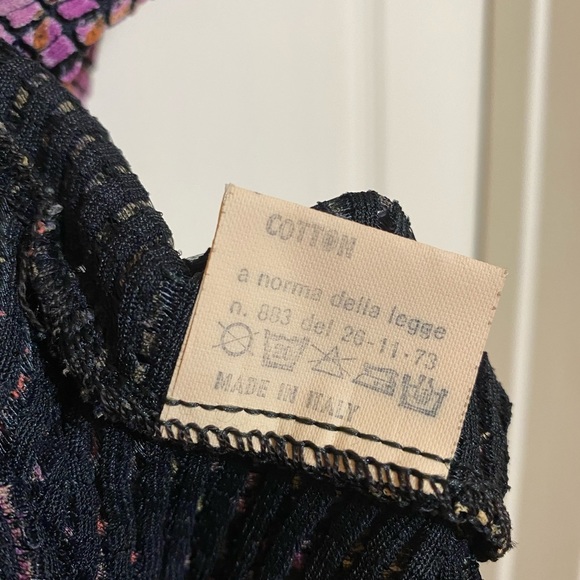 COTTON
a norma della legge
n. 883 del 26-11-73
MADE IN ITALY